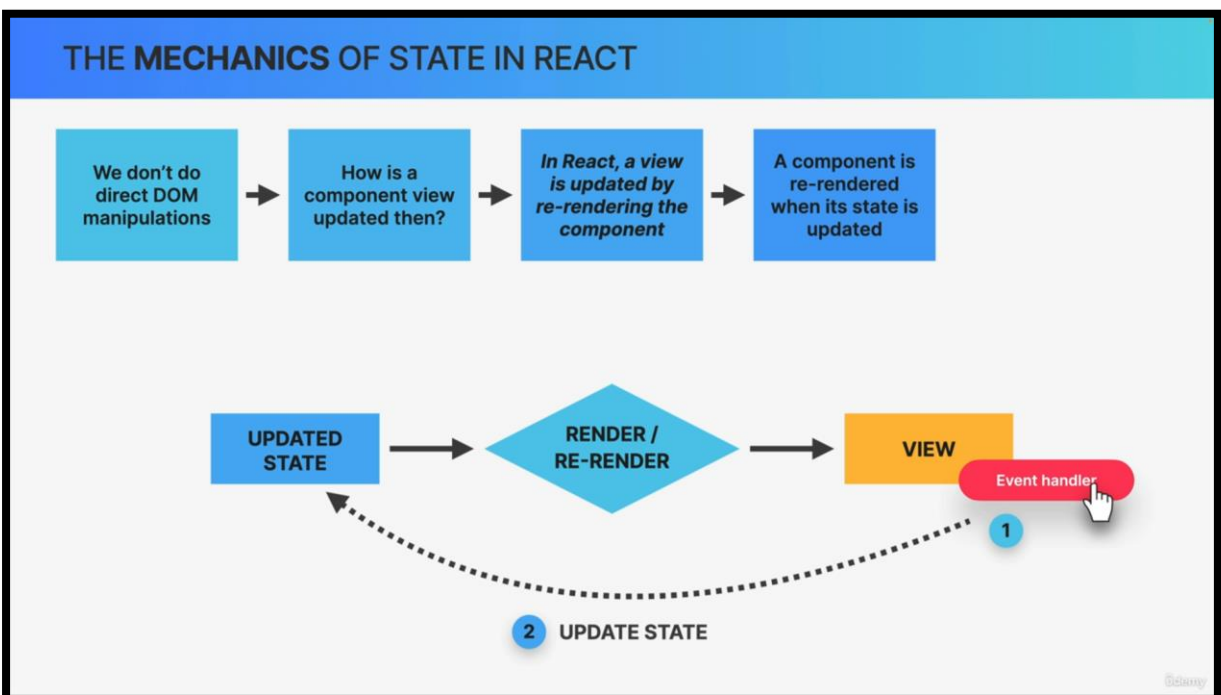 THE MECHANICS OF STATE IN REACT
We don't do
direct DOM
manipulations
How is a
component view
updated then?
In React, a view
is updated by
re-rendering the
component
A component is
re-rendered
when its state is
updated
UPDATED
STATE
RENDER /
RE-RENDER
VIEW
Event handler
1
2 UPDATE STATE
Udemy